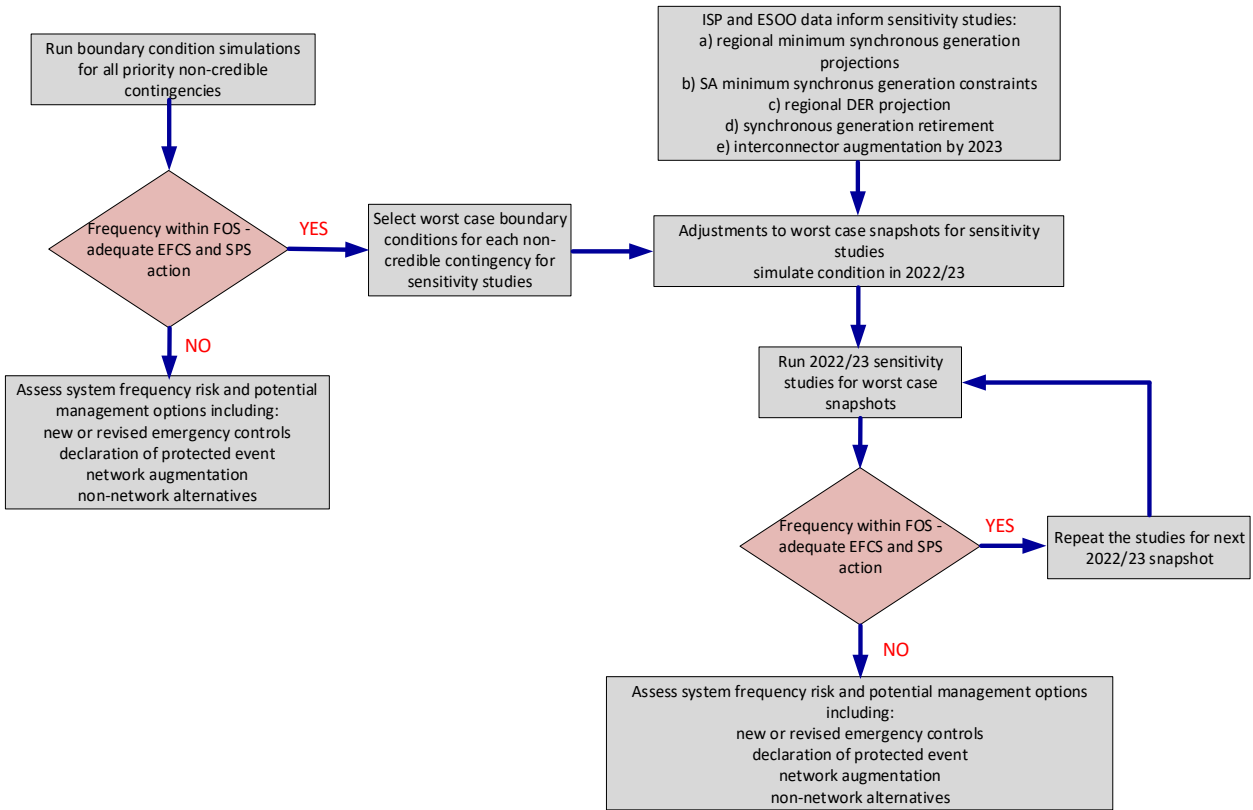 Run boundary condition simulations
for all priority non-credible
contingencies
Frequency within FOS -
adequate EFCS and SPS
action
YES
NO
Assess system frequency risk and potential
management options including:
new or revised emergency controls
declaration of protected event
network augmentation
non-network alternatives
Select worst case boundary
conditions for each non-
credible contingency for
sensitivity studies
ISP and ESOO data inform sensitivity studies:
a) regional minimum synchronous generation
projections
b) SA minimum synchronus generation constraints
c) regional DER projection
d) synchronous generation retirement
e) interconnector augmentation by 2023
Adjustments to worst case snapshots for sensitivity
studies
simulate condition in 2022/23
Run 2022/23 sensitivity
studies for worst case
snapshots
Frequency within FOS -
adequate EFCS and SPS
action
YES
Repeat the studies for next
2022/23 snapshot
NO
Assess system frequency risk and potential management options
including:
new or revised emergency controls
declaration of protected event
network augmentation
non-network alternatives